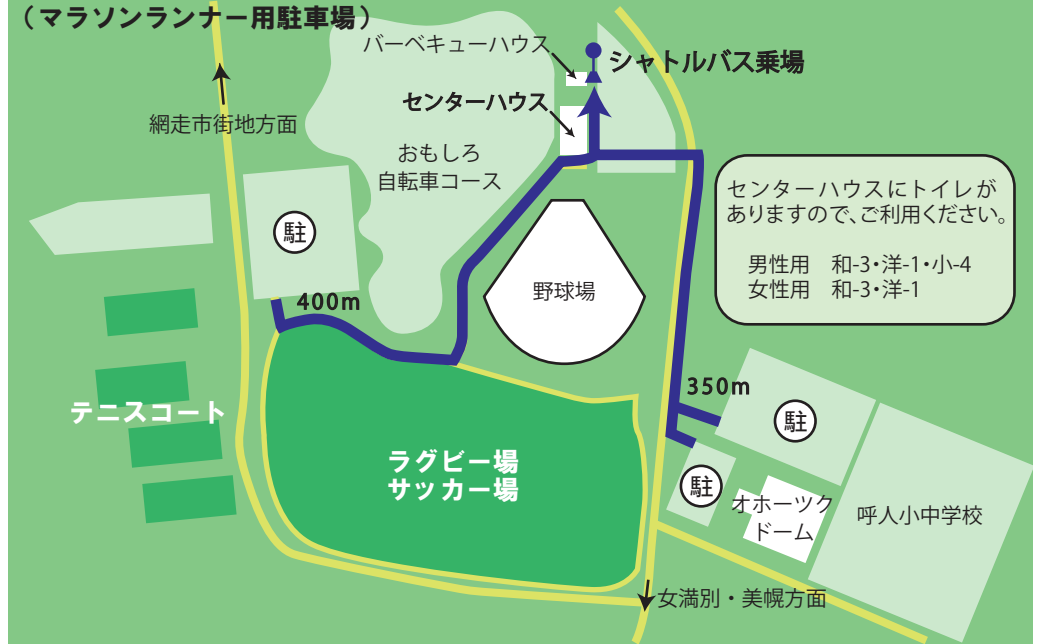 （マラソンランナー用駐車場）
バーベキューハウス
シャトルバス乗場
センターハウス
網走市街地方面
おもしろ
自転車コース
センターハウスにトイレが
ありますので、ご利用ください。
男性用　和-3・洋-1・小-4
女性用　和-3・洋-1
駐
野球場
400m
350m
テニスコート
駐
ラグビー場
サッカー場
駐
オホーツク
ドーム
呼人小中学校
女満別・美幌方面